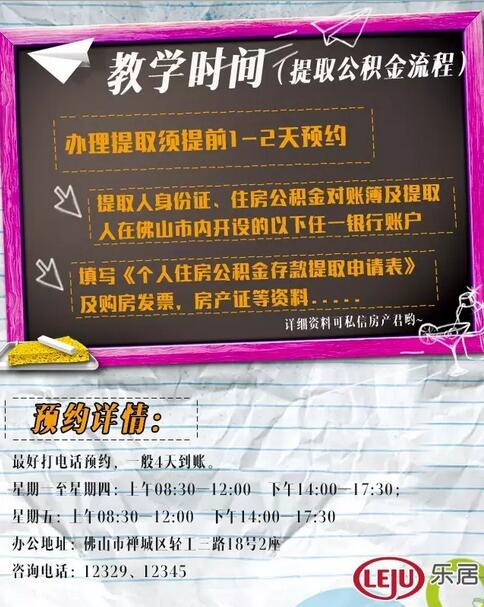 教学时间（提取公积金流程）
办理提取须提前1-2天预约
提取人身份证、住房公积金对账簿及提取
人在佛山市内开设的以下任一银行账户
填写《个人住房公积金存款提取申请表》
及购房发票，房产证等资料.....
详细资料可私信房产君哟~
预约详情：
最好打电话预约，一般4天到账。
星期一至星期四：上午08:30—12:00 下午14:00—17:30；
星期五：上午08:30—12:00 下午14:00—17:30
办公地址：佛山市禅城区轻工三路18号2座
咨询电话：12329、12345
LEJU 乐居